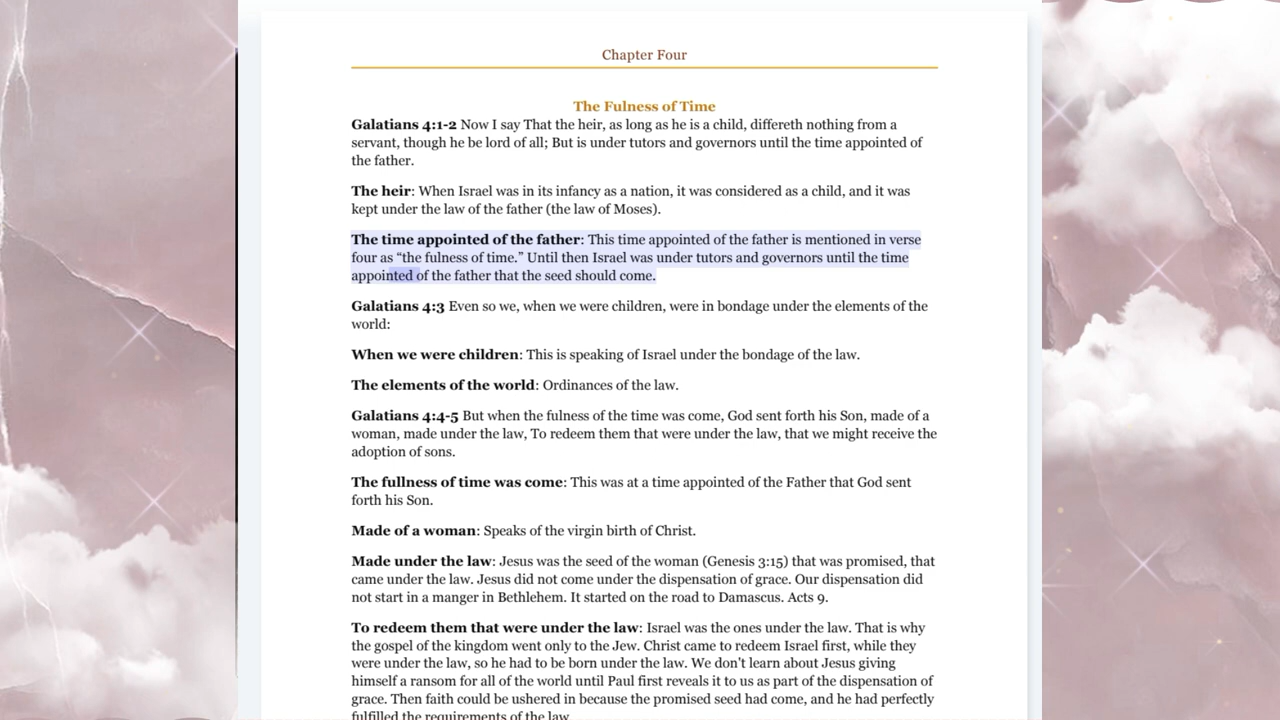 Chapter Four
The Fulness of Time
Galatians 4:1-2 Now I say That the heir, as long as he is a child, differeth nothing from a
servant, though he be lord of all; But is under tutors and governors until the time appointed of
the father.
The heir: When Israel was in its infancy as a nation, it was considered as a child, and it was
kept under the law of the father (the law of Moses).
The time appointed of the father: This time appointed of the father is mentioned in verse
four as “the fulness of time.” Until then Israel was under tutors and governors until the time
appointed of the father that the seed should come.
Galatians 4:3 Even so we, when we were children, were in bondage under the elements of the
world:
When we were children: This is speaking of Israel under the bondage of the law.
The elements of the world: Ordinances of the law.
Galatians 4:4-5 But when the fulness of the time was come, God sent forth his Son, made of a
woman, made under the law, To redeem them that were under the law, that we might receive the
adoption of sons.
The fullness of time was come: This was at a time appointed of the Father that God sent
forth his Son.
Made of a woman: Speaks of the virgin birth of Christ.
Made under the law: Jesus was the seed of the woman (Genesis 3:15) that was promised, that
came under the law. Jesus did not come under the dispensation of grace. Our dispensation did
not start in a manger in Bethlehem. It started on the road to Damascus. Acts 9.
To redeem them that were under the law: Israel was the ones under the law. That is why
the gospel of the kingdom went only to the Jew. Christ came to redeem Israel first, while they
were under the law, so he had to be born under the law. We don't learn about Jesus giving
himself a ransom for all of the world until Paul first reveals it to us as part of the dispensation of
grace. Then faith could be ushered in because the promised seed had come, and he had perfectly
fulfilled the requirements of the law